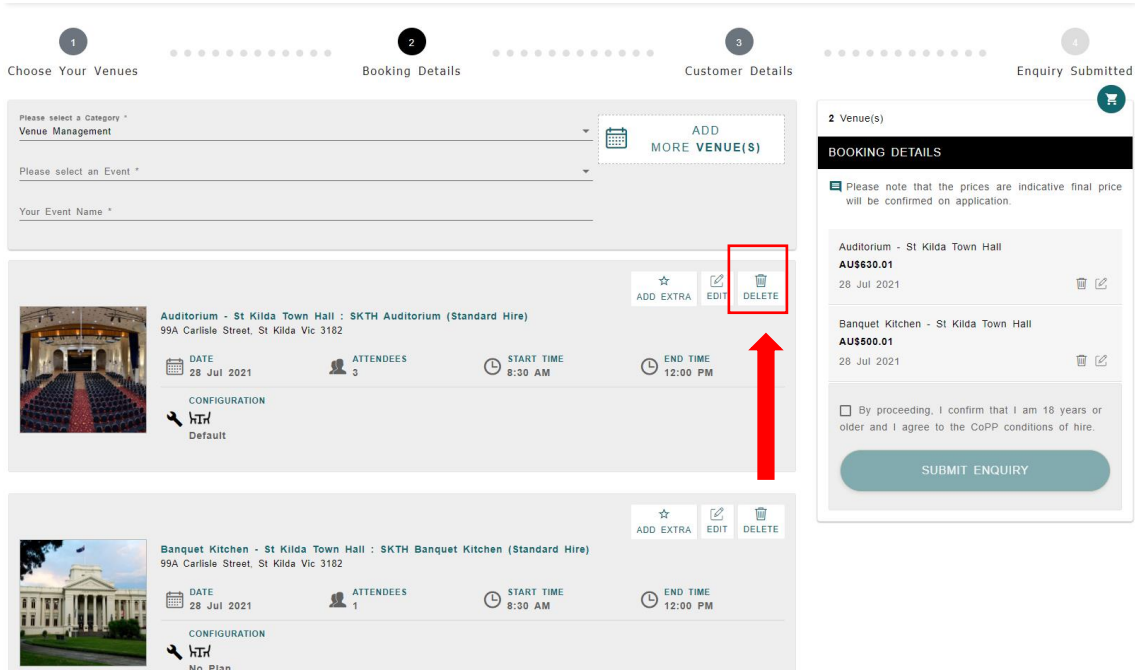 1
2
3
4
Choose Your Venues
Booking Details
Customer Details
Enquiry Submitted
Please select a Category *
Venue Management
Please select an Event *
Your Event Name *
ADD
MORE VENUE(S)
ADD EXTRA
EDIT
DELETE
Auditorium - St Kilda Town Hall : SKTH Auditorium (Standard Hire)
99A Carlisle Street, St Kilda Vic 3182
DATE
28 Jul 2021
ATTENDEES
3
START TIME
8:30 AM
END TIME
12:00 PM
CONFIGURATION
Default
ADD EXTRA
EDIT
DELETE
Banquet Kitchen - St Kilda Town Hall : SKTH Banquet Kitchen (Standard Hire)
99A Carlisle Street, St Kilda Vic 3182
DATE
28 Jul 2021
ATTENDEES
1
START TIME
8:30 AM
END TIME
12:00 PM
CONFIGURATION
No Plan
2 Venue(s)
BOOKING DETAILS
Please note that the prices are indicative final price
will be confirmed on application.
Auditorium - St Kilda Town Hall
AU$630.01
28 Jul 2021
Banquet Kitchen - St Kilda Town Hall
AU$500.01
28 Jul 2021
By proceeding, I confirm that I am 18 years or
older and I agree to the CoPP conditions of hire.
SUBMIT ENQUIRY